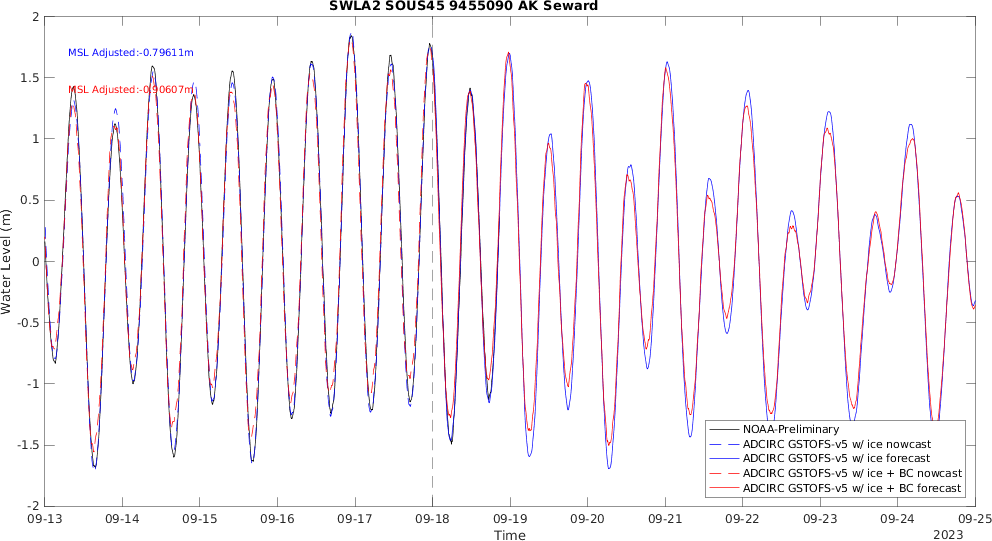 SWLA2 SOUS45 9455090 AK Seward
2
MSL Adjusted:-0.79611m
1.5
MSL Adjusted:-0.90607m
1
0.5
Water Level (m)
0
-0.5
-1
-1.5
-2
NOAA-Preliminary
ADCIRC GSTOFS-v5 w/ ice nowcast
ADCIRC GSTOFS-v5 w/ ice forecast
ADCIRC GSTOFS-v5 w/ ice + BC nowcast
ADCIRC GSTOFS-v5 w/ ice + BC forecast
09-13 09-14 09-15 09-16 09-17 09-18 09-19 09-20 09-21 09-22 09-23 09-24 09-25
Time
2023